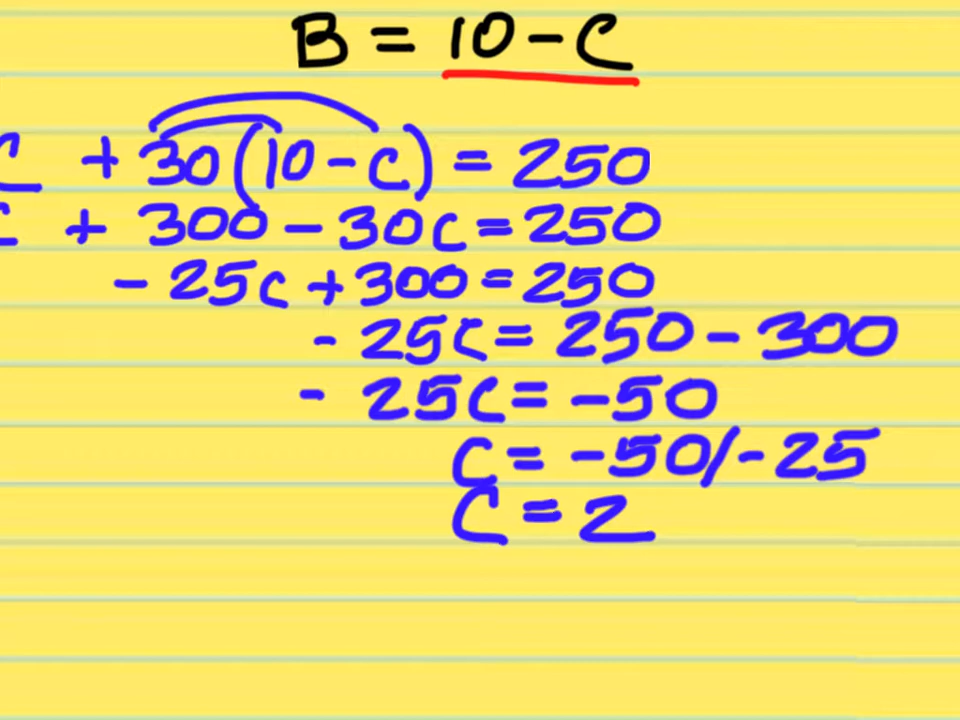 B = 10 - C
C + 30(10 - C) = 250
C + 300 - 30C = 250
- 25C + 300 = 250
- 25C = 250 - 300
- 25C = -50
C = -50/-25
C = 2